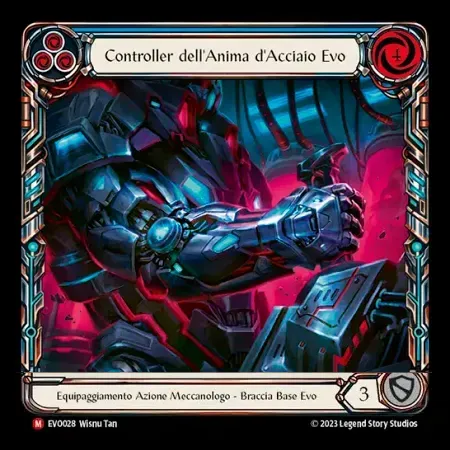 Controller dell'Anima d'Acciaio Evo
Equipaggiamento Azione Meccanologo - Braccia Base Evo
3
M EVO028 Wisnu Tan
© 2023 Legend Story Studios